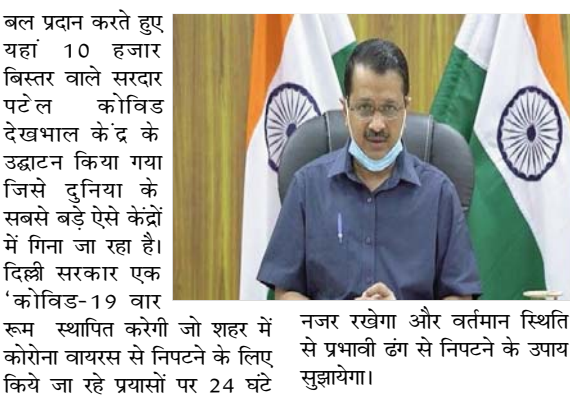 बल प्रदान करते हुए
यहां 10 हजार
बिस्तर वाले सरदार
पटेल कोविड
देखभाल केंद्र के
उद्घाटन किया गया
जिसे दुनिया के
सबसे बड़े ऐसे केंद्रों
में गिना जा रहा है।
दिल्ली सरकार एक
‘कोविड-19 वार
रूम स्थापित करेगी जो शहर में
कोरोना वायरस से निपटने के लिए
किये जा रहे प्रयासों पर 24 घंटे
नजर रखेगा और वर्तमान स्थिति
से प्रभावी ढंग से निपटने के उपाय
सुझायेगा।